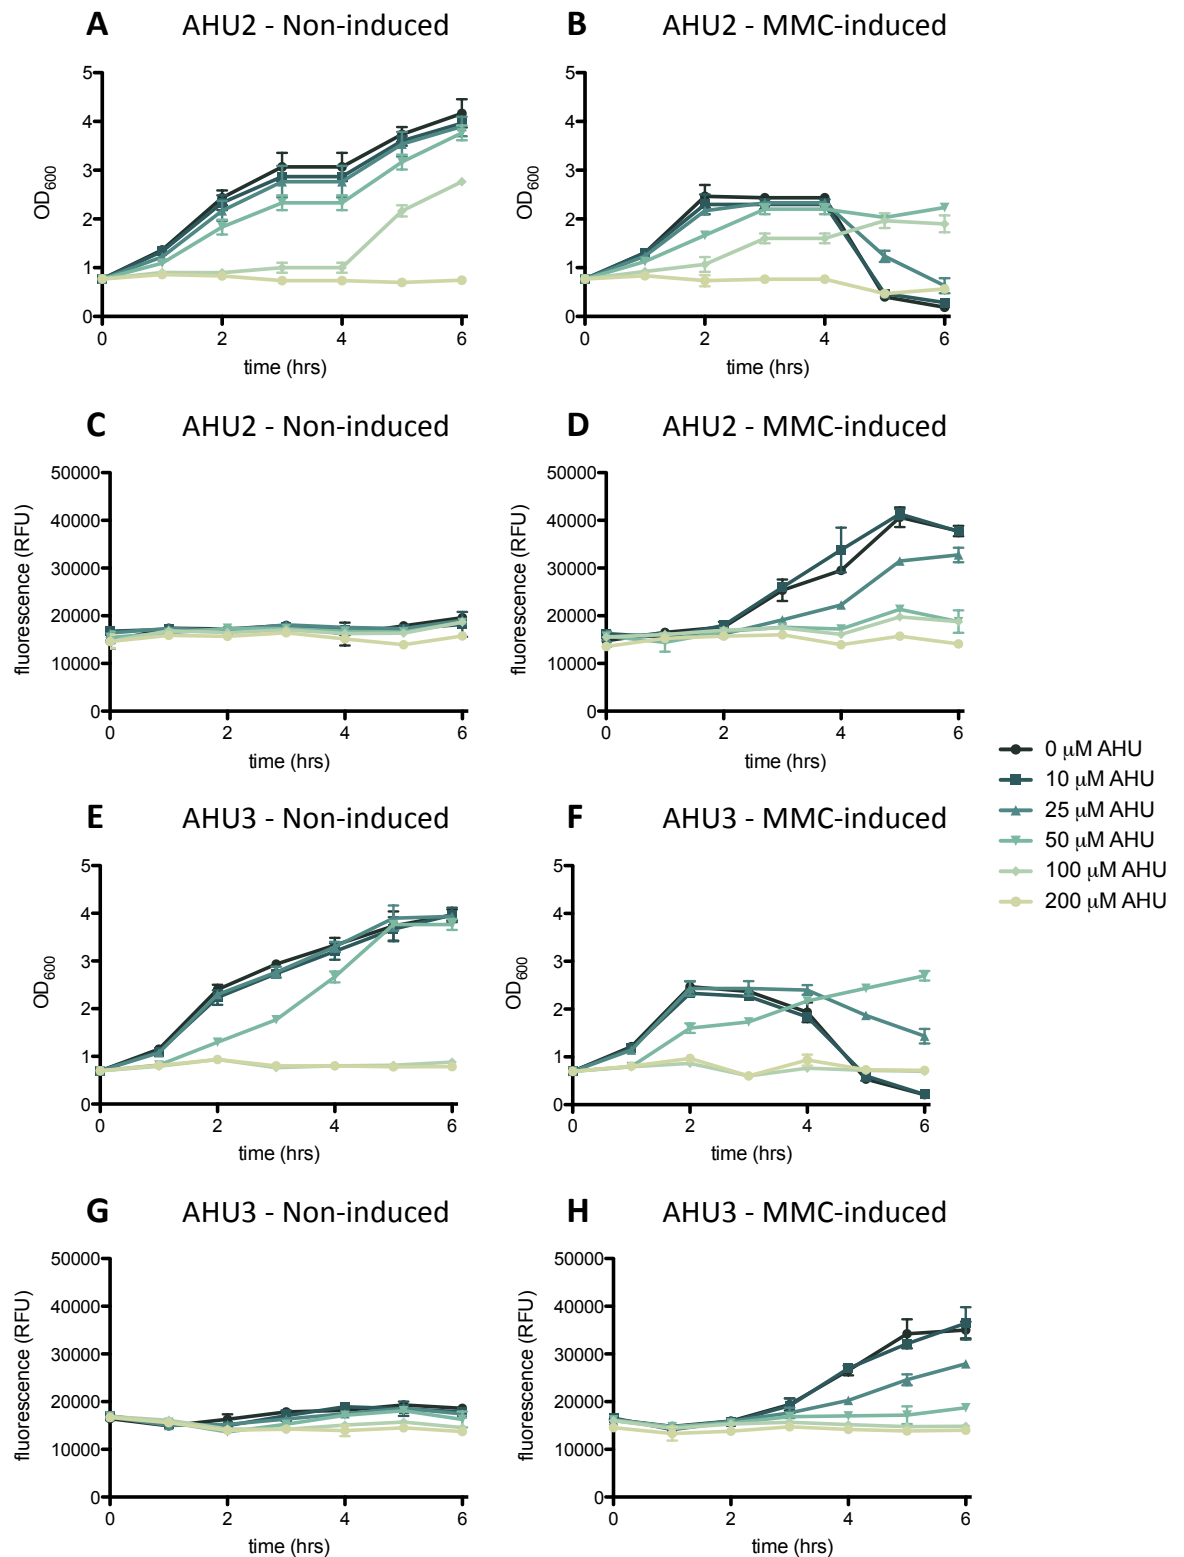 A AHU2 - Non-induced
5
4
3
2
1
0
OD600
0 2 4 6
time (hrs)
B AHU2 - MMC-induced
5
4
3
2
1
0
OD600
0 2 4 6
time (hrs)
C AHU2 - Non-induced
50000
40000
30000
20000
10000
0
fluorescence (RFU)
0 2 4 6
time (hrs)
D AHU2 - MMC-induced
50000
40000
30000
20000
10000
0
fluorescence (RFU)
0 2 4 6
time (hrs)
0 µM AHU
10 µM AHU
25 µM AHU
50 µM AHU
100 µM AHU
200 µM AHU
E AHU3 - Non-induced
5
4
3
2
1
0
OD600
0 2 4 6
time (hrs)
F AHU3 - MMC-induced
5
4
3
2
1
0
OD600
0 2 4 6
time (hrs)
G AHU3 - Non-induced
50000
40000
30000
20000
10000
0
fluorescence (RFU)
0 2 4 6
time (hrs)
H AHU3 - MMC-induced
50000
40000
30000
20000
10000
0
fluorescence (RFU)
0 2 4 6
time (hrs)